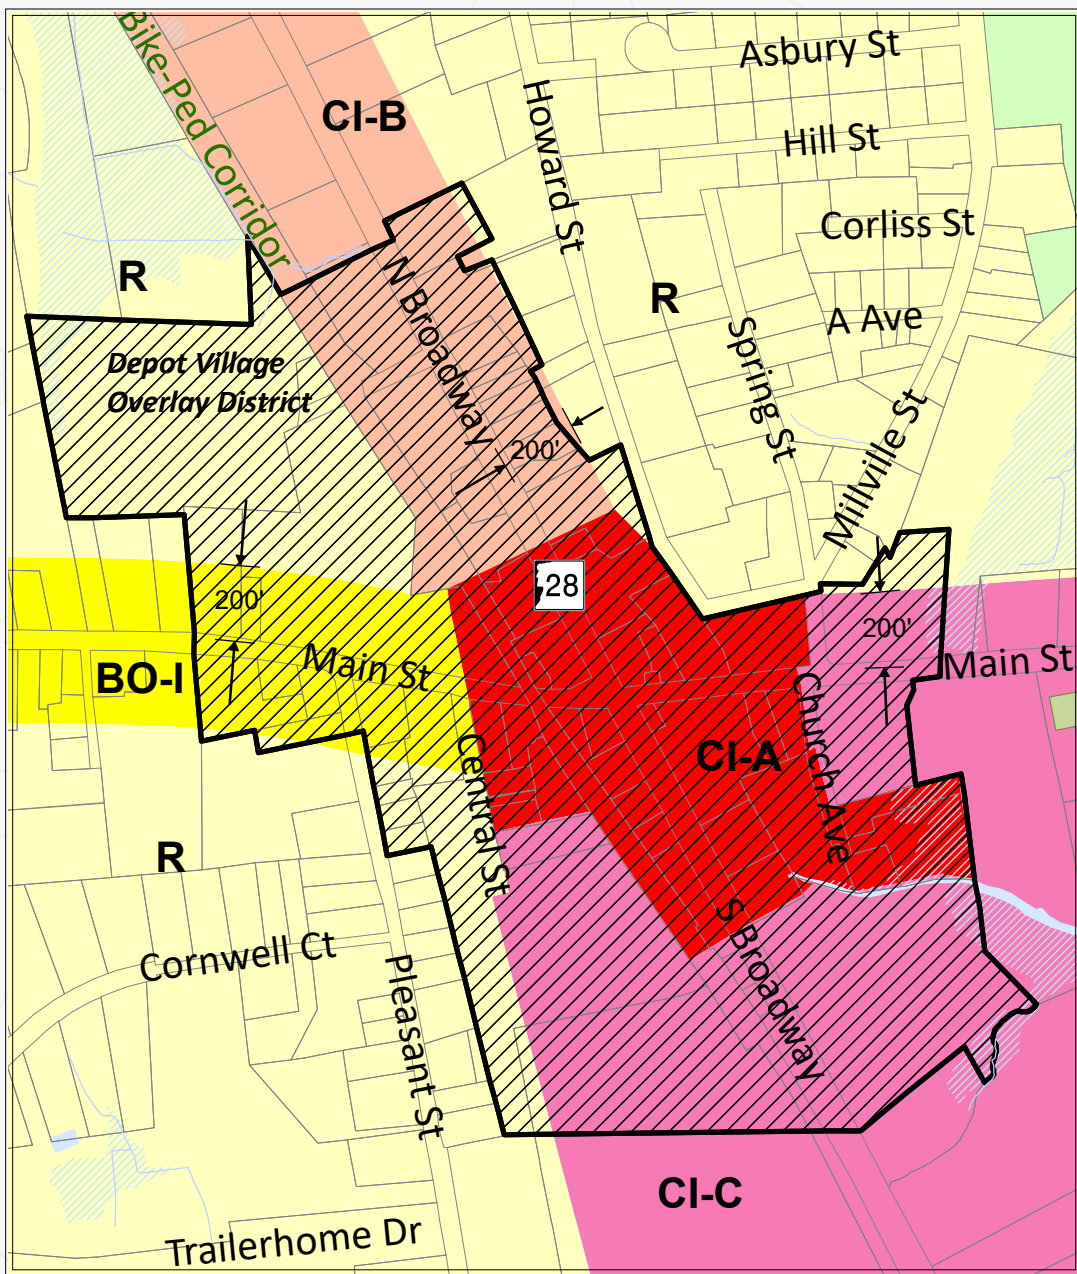 Bike-Ped Corridor
CI-B
Asbury St
Howard St
Hill St
Corliss St
R
R
A Ave
N Broadway
Spring St
Depot Village
Overlay District
200'
Millville St
28
200'
200'
Main St
Main St
BO-I
Church Ave
CI-A
Central St
R
S Broadway
Cornwell Ct
Pleasant St
CI-C
Trailerhome Dr